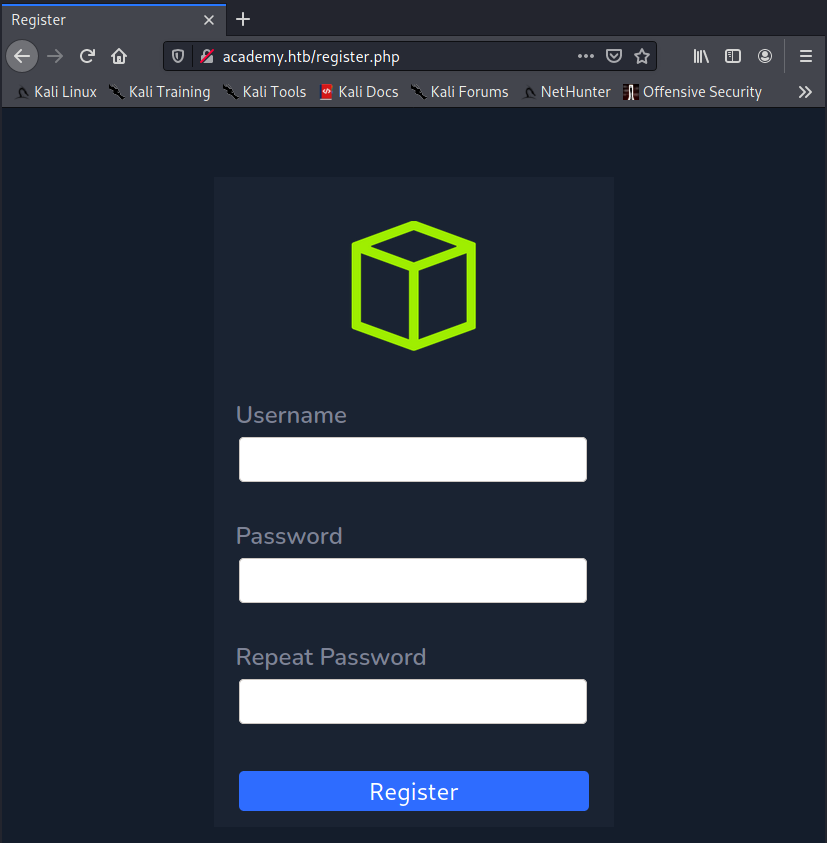 Register
academy.htb/register.php
Kali Linux Kali Training Kali Tools Kali Docs Kali Forums NetHunter Offensive Security
Username
Password
Repeat Password
Register